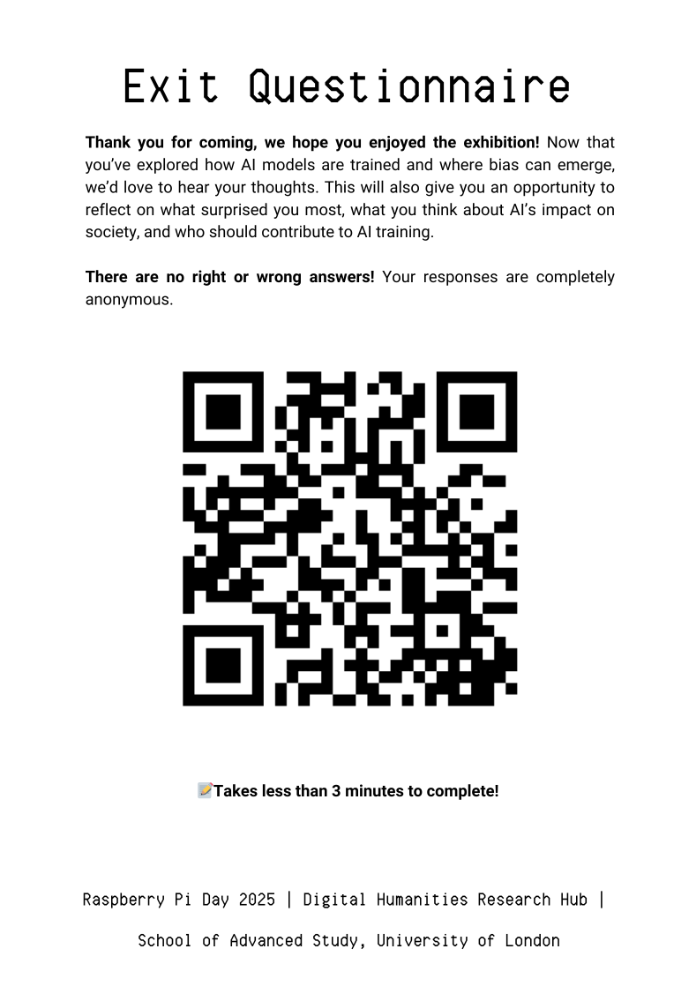 Exit Questionnaire
Thank you for coming, we hope you enjoyed the exhibition! Now that
you’ve explored how AI models are trained and where bias can emerge,
we’d love to hear your thoughts. This will also give you an opportunity to
reflect on what surprised you most, what you think about AI’s impact on
society, and who should contribute to AI training.
There are no right or wrong answers! Your responses are completely
anonymous.
📝Takes less than 3 minutes to complete!
Raspberry Pi Day 2025 | Digital Humanities Research Hub |
School of Advanced Study, University of London